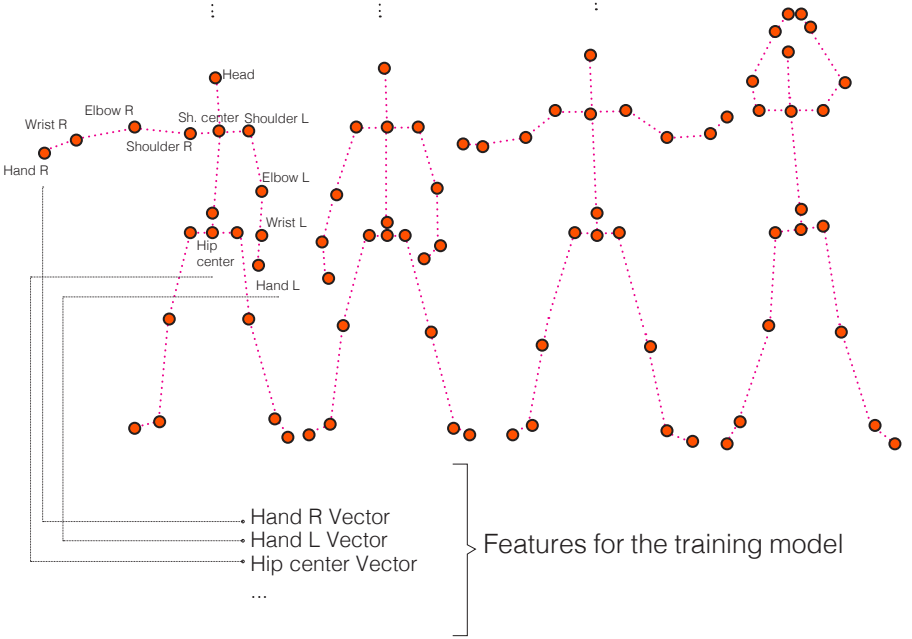 ...
...
...
Head
Elbow R
Sh. center
Shoulder L
Wrist R
Shoulder R
Hand R
Elbow L
Wrist L
Hip
center
Hand L
Hand R Vector
Hand L Vector
Hip center Vector
...
Features for the training model